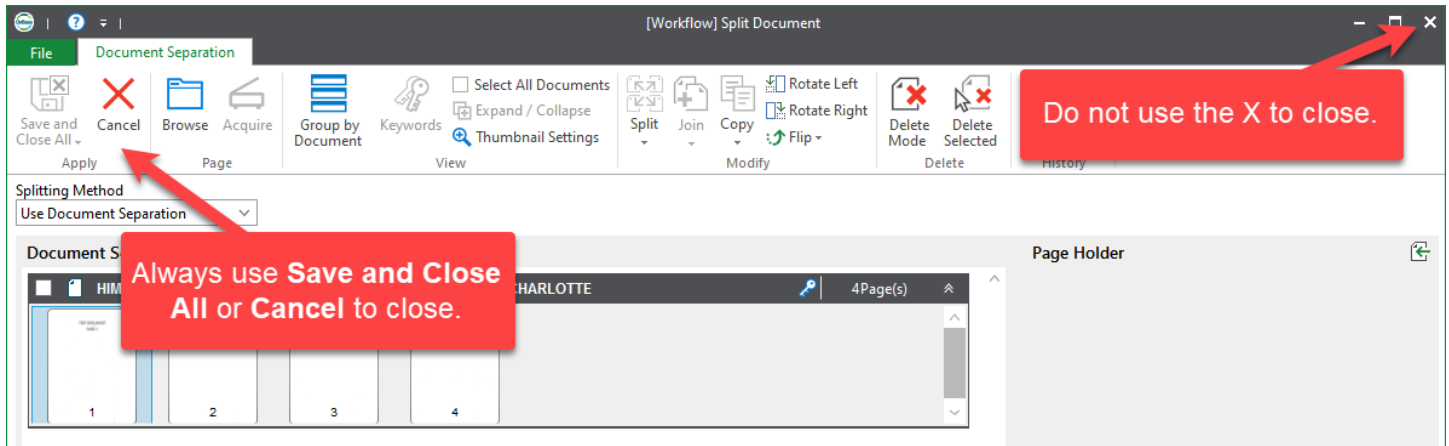 [Workflow] Split Document
File Document Separation
Save and Close All
Cancel
Browse
Acquire
Group by Document
Keywords
Select All Documents
Expand / Collapse
Thumbnail Settings
Split
Join
Copy
Rotate Left
Rotate Right
Flip
Delete Mode
Delete Selected
Do not use the X to close.
Apply Page View Modify Delete History
Splitting Method
Use Document Separation
Document S
Page Holder
Always use Save and Close
All or Cancel to close.
HIM
HARLOTTE
4Page(s)
1 2 3 4